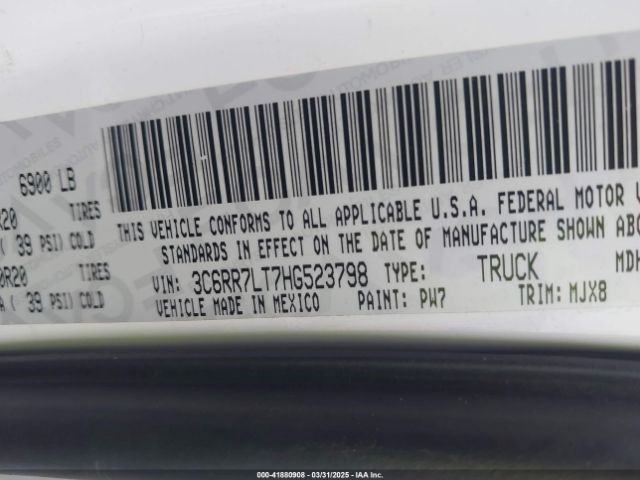 6900 LB
R20 TIRES
( 39 PSI) COLD
0R20 TIRES
A ( 39 PSI) COLD
THIS VEHICLE CONFORMS TO ALL APPLICABLE U.S.A. FEDERAL MOTOR
STANDARDS IN EFFECT ON THE DATE OF MANUFACTURE SHOWN ABO
VIN: 3C6RR7LT7HG523798 TYPE: TRUCK MDH
VEHICLE MADE IN MEXICO PAINT: PW7 TRIM: MJX8
000-41880908 - 03/31/2025 - IAA Inc.